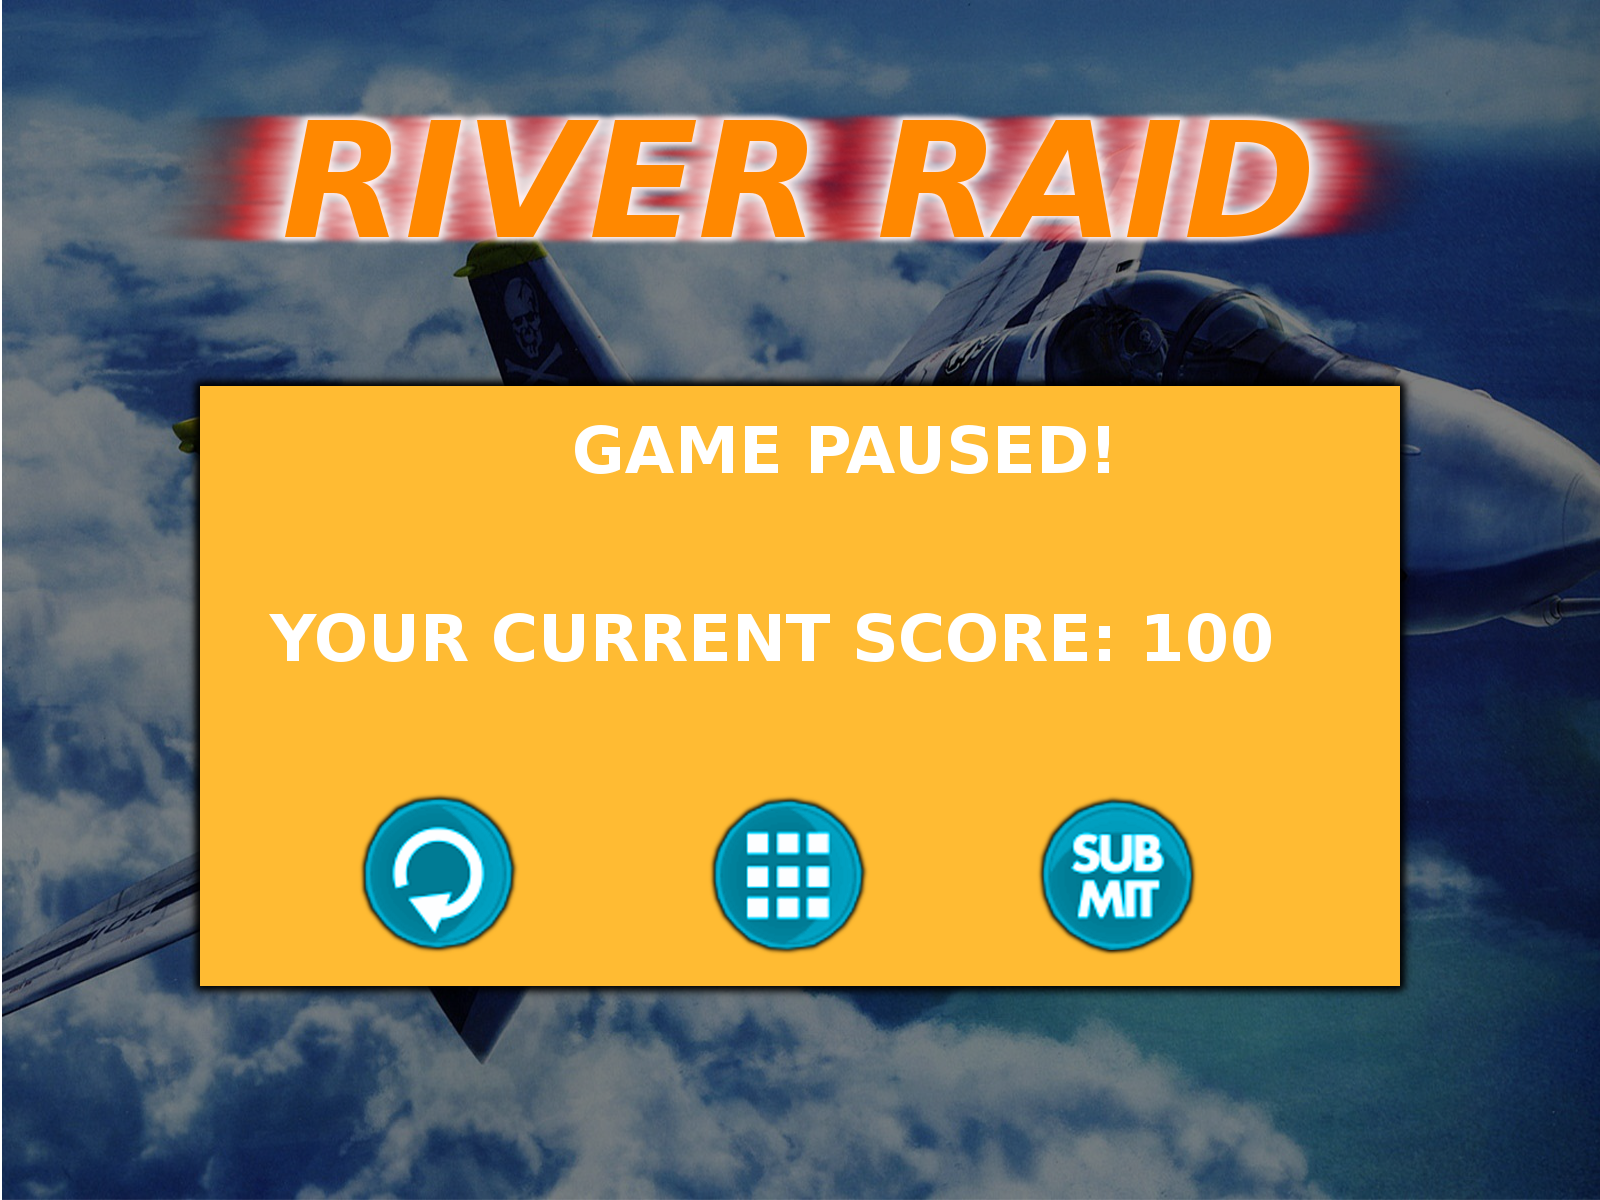 RIVER RAID
GAME PAUSED!
YOUR CURRENT SCORE: 100
SUB
MIT